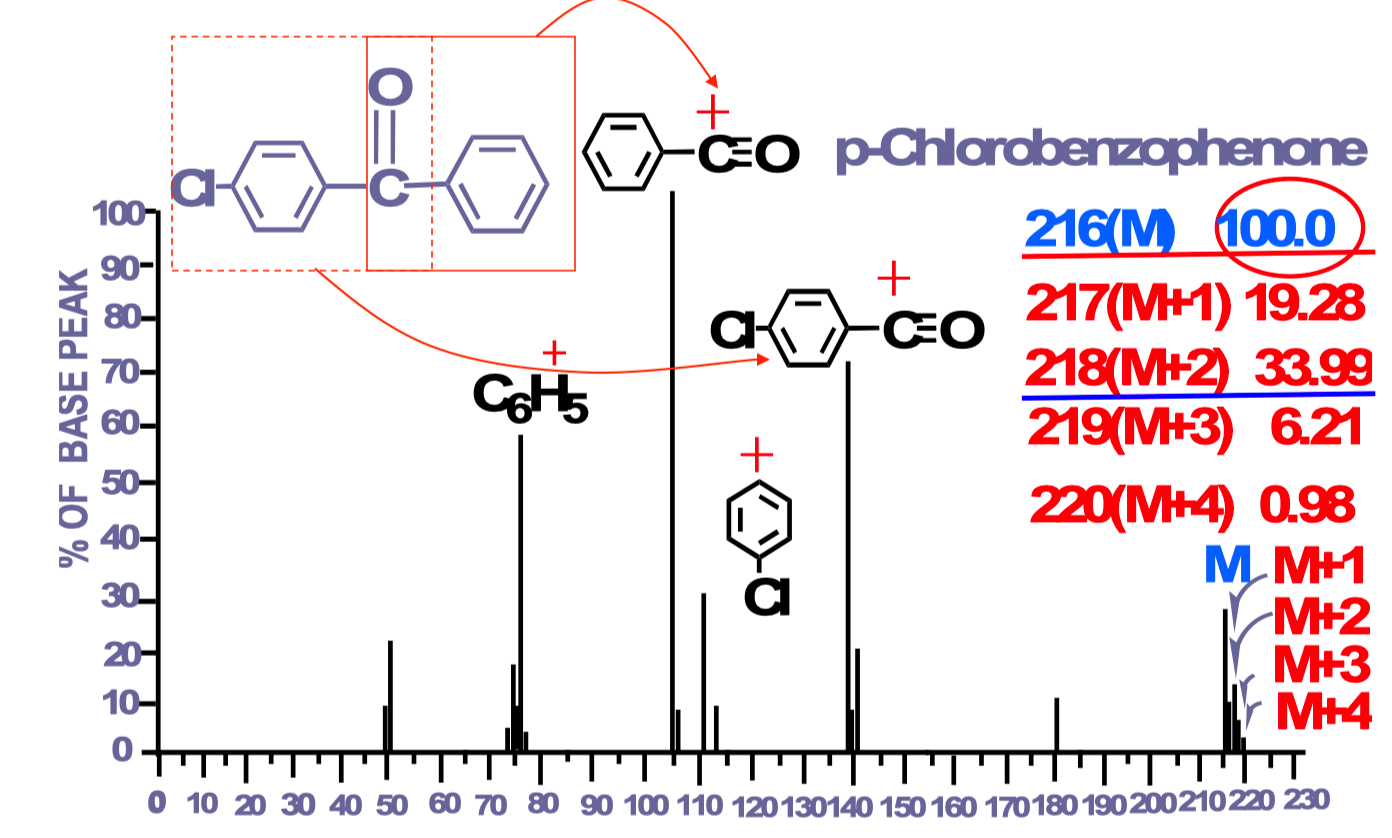 p-Chlorobenzophenone
O
Cl C
+
C≡O
216(M) 100.0
217(M+1) 19.28
218(M+2) 33.99
219(M+3) 6.21
220(M+4) 0.98
+
Cl C≡O
+
C6H5
+
Cl
M M+1
M+2
M+3
M+4
% OF BASE PEAK
100
90
80
70
60
50
40
30
20
10
0
0 10 20 30 40 50 60 70 80 90 100 110 120 130 140 150 160 170 180 190 200 210 220 230